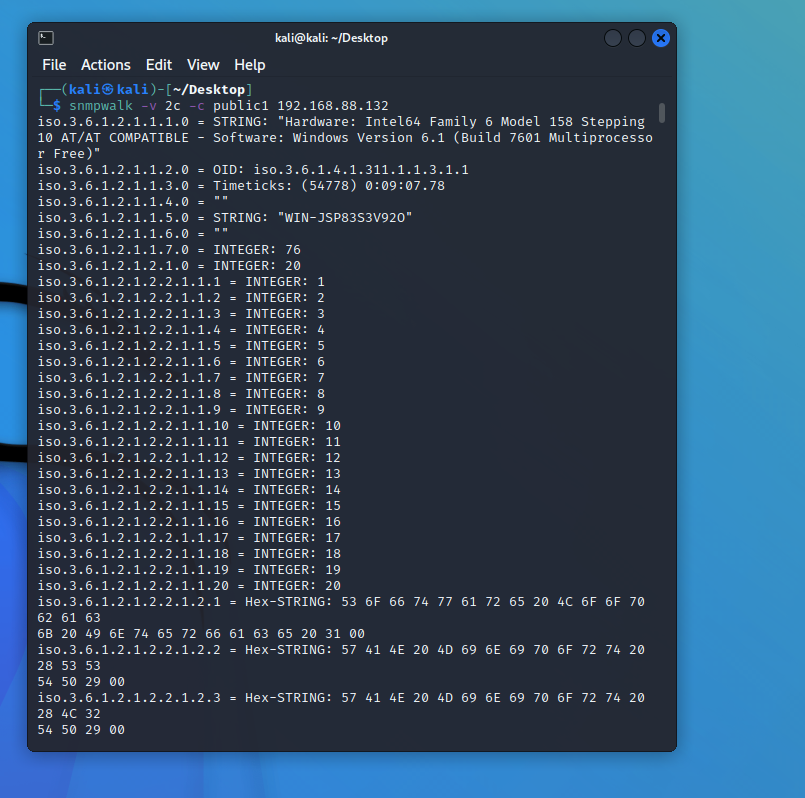 kali@kali: ~/Desktop
File Actions Edit View Help
┌──(kali㉿kali)-[~/Desktop]
└─$ snmpwalk -v 2c -c public1 192.168.88.132
iso.3.6.1.2.1.1.1.0 = STRING: "Hardware: Intel64 Family 6 Model 158 Stepping
10 AT/AT COMPATIBLE - Software: Windows Version 6.1 (Build 7601 Multiprocesso
r Free)"
iso.3.6.1.2.1.1.2.0 = OID: iso.3.6.1.4.1.311.1.1.3.1.1
iso.3.6.1.2.1.1.3.0 = Timeticks: (54778) 0:09:07.78
iso.3.6.1.2.1.1.4.0 = ""
iso.3.6.1.2.1.1.5.0 = STRING: "WIN-JSP83S3V92O"
iso.3.6.1.2.1.1.6.0 = ""
iso.3.6.1.2.1.1.7.0 = INTEGER: 76
iso.3.6.1.2.1.2.1.0 = INTEGER: 20
iso.3.6.1.2.1.2.2.1.1.1 = INTEGER: 1
iso.3.6.1.2.1.2.2.1.1.2 = INTEGER: 2
iso.3.6.1.2.1.2.2.1.1.3 = INTEGER: 3
iso.3.6.1.2.1.2.2.1.1.4 = INTEGER: 4
iso.3.6.1.2.1.2.2.1.1.5 = INTEGER: 5
iso.3.6.1.2.1.2.2.1.1.6 = INTEGER: 6
iso.3.6.1.2.1.2.2.1.1.7 = INTEGER: 7
iso.3.6.1.2.1.2.2.1.1.8 = INTEGER: 8
iso.3.6.1.2.1.2.2.1.1.9 = INTEGER: 9
iso.3.6.1.2.1.2.2.1.1.10 = INTEGER: 10
iso.3.6.1.2.1.2.2.1.1.11 = INTEGER: 11
iso.3.6.1.2.1.2.2.1.1.12 = INTEGER: 12
iso.3.6.1.2.1.2.2.1.1.13 = INTEGER: 13
iso.3.6.1.2.1.2.2.1.1.14 = INTEGER: 14
iso.3.6.1.2.1.2.2.1.1.15 = INTEGER: 15
iso.3.6.1.2.1.2.2.1.1.16 = INTEGER: 16
iso.3.6.1.2.1.2.2.1.1.17 = INTEGER: 17
iso.3.6.1.2.1.2.2.1.1.18 = INTEGER: 18
iso.3.6.1.2.1.2.2.1.1.19 = INTEGER: 19
iso.3.6.1.2.1.2.2.1.1.20 = INTEGER: 20
iso.3.6.1.2.1.2.2.1.2.1 = Hex-STRING: 53 6F 66 74 77 61 72 65 20 4C 6F 6F 70
62 61 63
6B 20 49 6E 74 65 72 66 61 63 65 20 31 00
iso.3.6.1.2.1.2.2.1.2.2 = Hex-STRING: 57 41 4E 20 4D 69 6E 69 70 6F 72 74 20
28 53 53
54 50 29 00
iso.3.6.1.2.1.2.2.1.2.3 = Hex-STRING: 57 41 4E 20 4D 69 6E 69 70 6F 72 74 20
28 4C 32
54 50 29 00